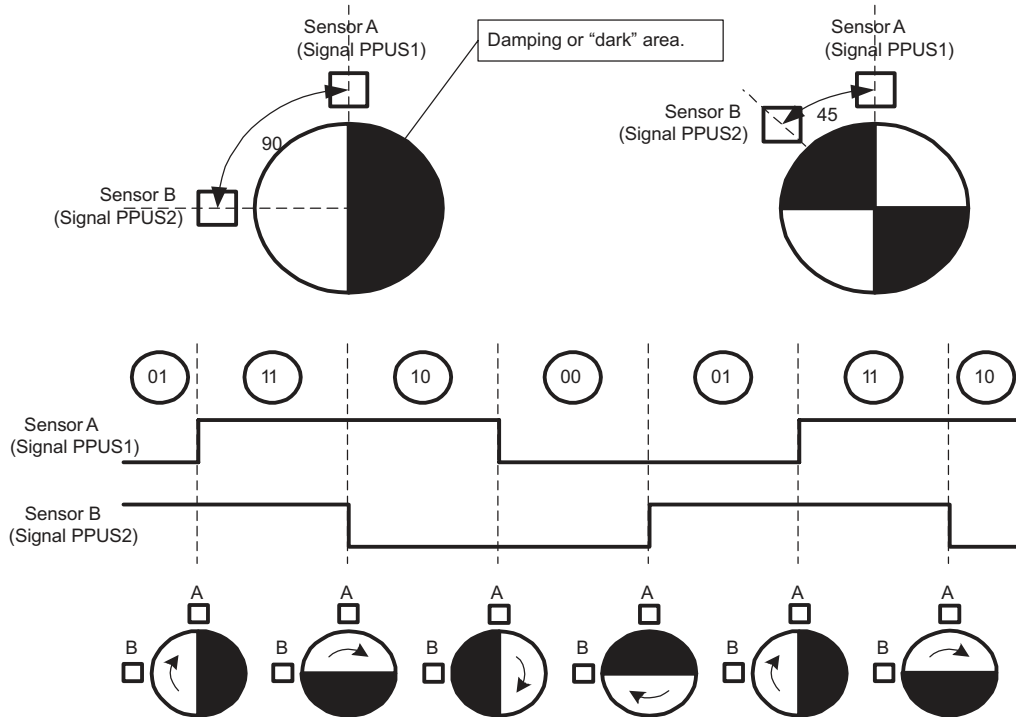 Sensor A
(Signal PPUS1)
Damping or “dark” area.
90
Sensor B
(Signal PPUS2)
Sensor A
(Signal PPUS1)
Sensor B
(Signal PPUS2)
45
01 11 10 00 01 11 10
Sensor A
(Signal PPUS1)
Sensor B
(Signal PPUS2)
A A A A A A
B B B B B B